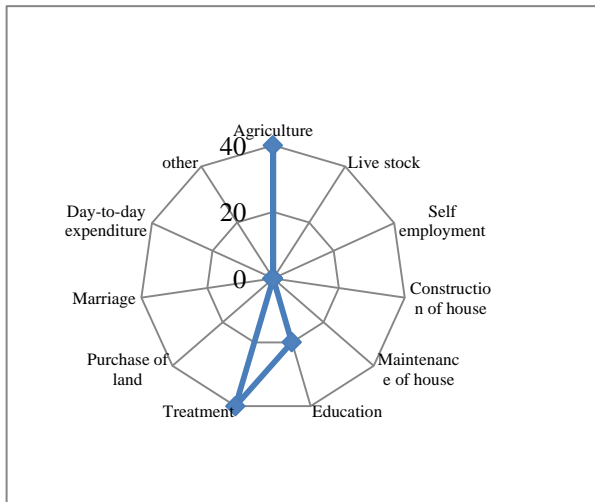 Agriculture
40
other
Live stock
20
Day-to-day
expenditure
Self
employment
0
Marriage
Constructio
n of house
Purchase of
land
Maintenanc
e of house
Treatment
Education